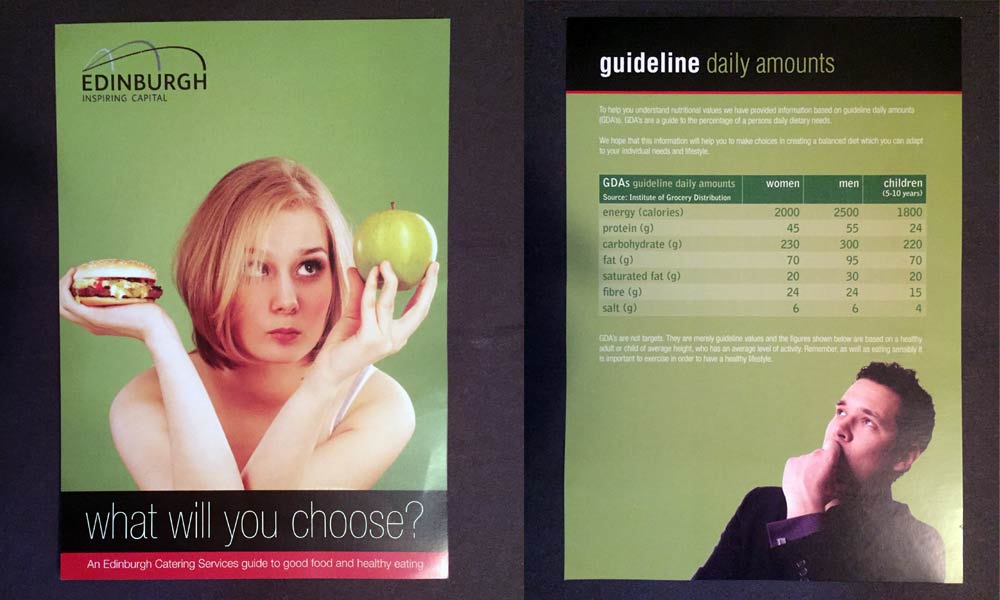 EDINBURGH
INSPIRING CAPITAL
what will you choose?
An Edinburgh Catering Services guide to good food and healthy eating
guideline daily amounts
To help you understand nutritional values we have provided information based on guideline daily amounts
(GDA's). GDA's are a guide to the percentage of a persons daily dietary needs.
We hope that this information will help you to make choices in creating a balanced diet which you can adapt
to your individual needs and lifestyle.
GDAs guideline daily amounts women men children
Source: Institute of Grocery Distribution (5-10 years)
energy (calories) 2000 2500 1800
protein (g) 45 55 24
carbohydrate (g) 230 300 220
fat (g) 70 95 70
saturated fat (g) 20 30 20
fibre (g) 24 24 15
salt (g) 6 6 4
GDA's are not targets. They are merely guideline values and the figures shown below are based on a healthy
adult or child of average height, who has an average level of activity. Remember, as well as eating sensibly it
is important to exercise in order to have a healthy lifestyle.